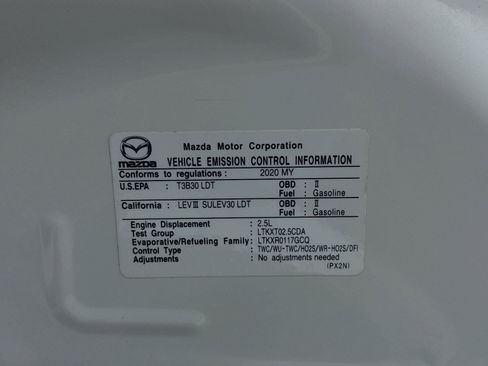 Mazda Motor Corporation
mazda VEHICLE EMISSION CONTROL INFORMATION
Conforms to regulations : 2020 MY
U.S.EPA : T3B30 LDT OBD : II
Fuel : Gasoline
California : LEVIII SULEV30 LDT OBD : II
Fuel : Gasoline
Engine Displacement : 2.5L
Test Group : LTKXT02.5CDA
Evaporative/Refueling Family : LTKXR0117GCQ
Control Type : TWC/WU-TWC/HO2S/WR-HO2S/DFI
Adjustments : No adjustments needed
(PX2N)